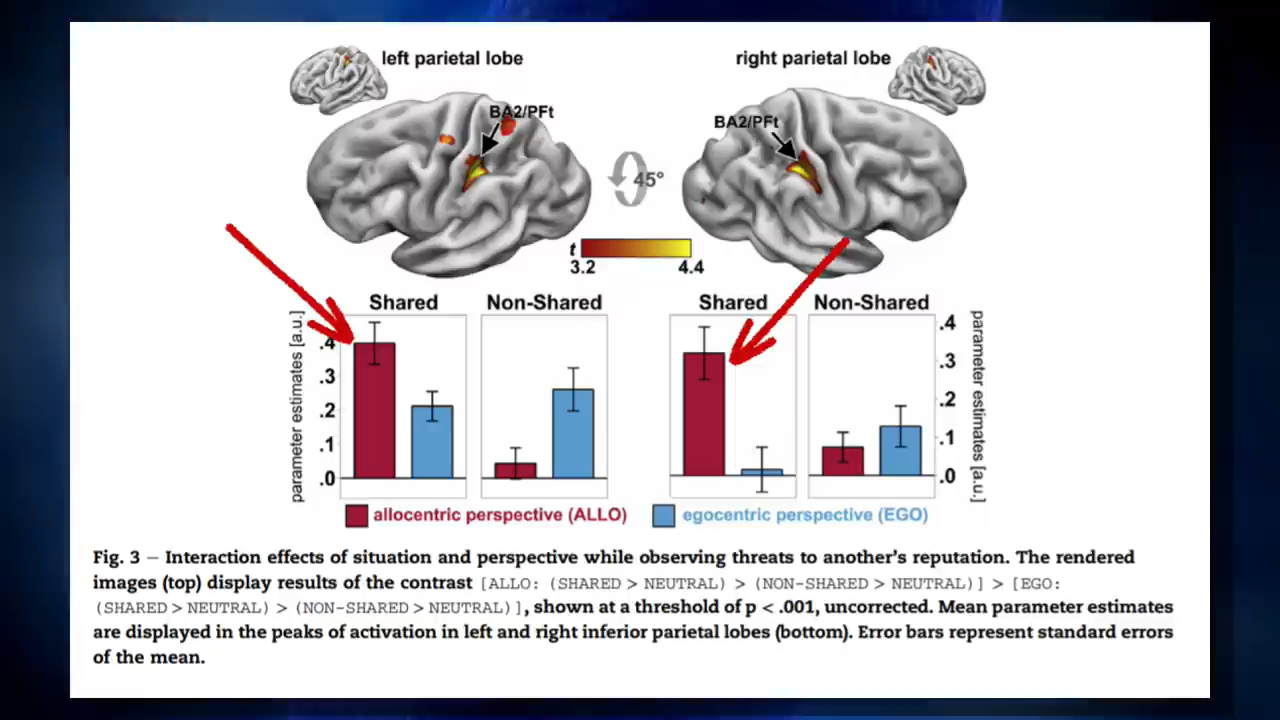 left parietal lobe
right parietal lobe
BA2/PFt
BA2/PFt
45°
t
3.2
4.4
Shared
Non-Shared
Shared
Non-Shared
parameter estimates [a.u.]
.4
.3
.2
.1
.0
.4
.3
.2
.1
.0
parameter estimates [a.u.]
allocentric perspective (ALLO)
egocentric perspective (EGO)
Fig. 3 – Interaction effects of situation and perspective while observing threats to another's reputation. The rendered
images (top) display results of the contrast [ALLO: (SHARED > NEUTRAL) > (NON-SHARED > NEUTRAL)] > [EGO:
(SHARED > NEUTRAL) > (NON-SHARED > NEUTRAL)], shown at a threshold of p < .001, uncorrected. Mean parameter estimates
are displayed in the peaks of activation in left and right inferior parietal lobes (bottom). Error bars represent standard errors
of the mean.